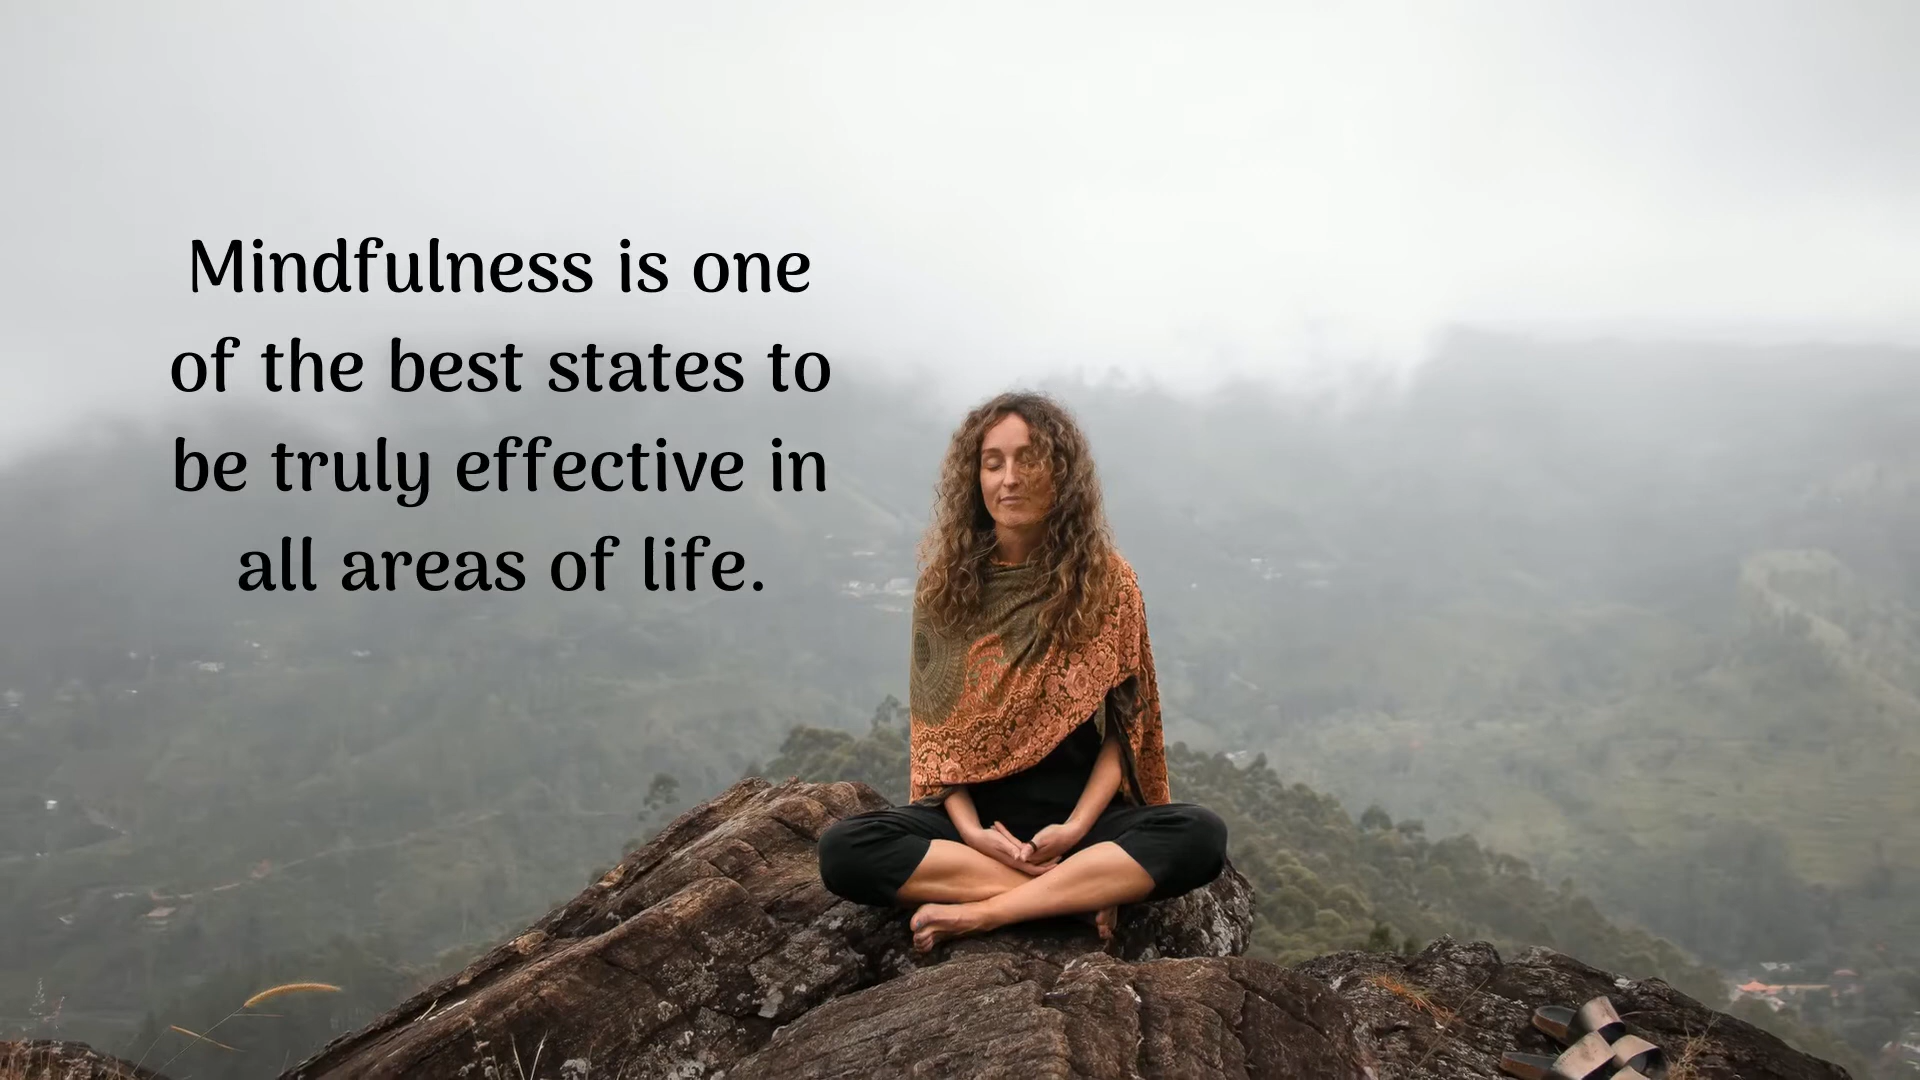 Mindfulness is one
of the best states to
be truly effective in
all areas of life.